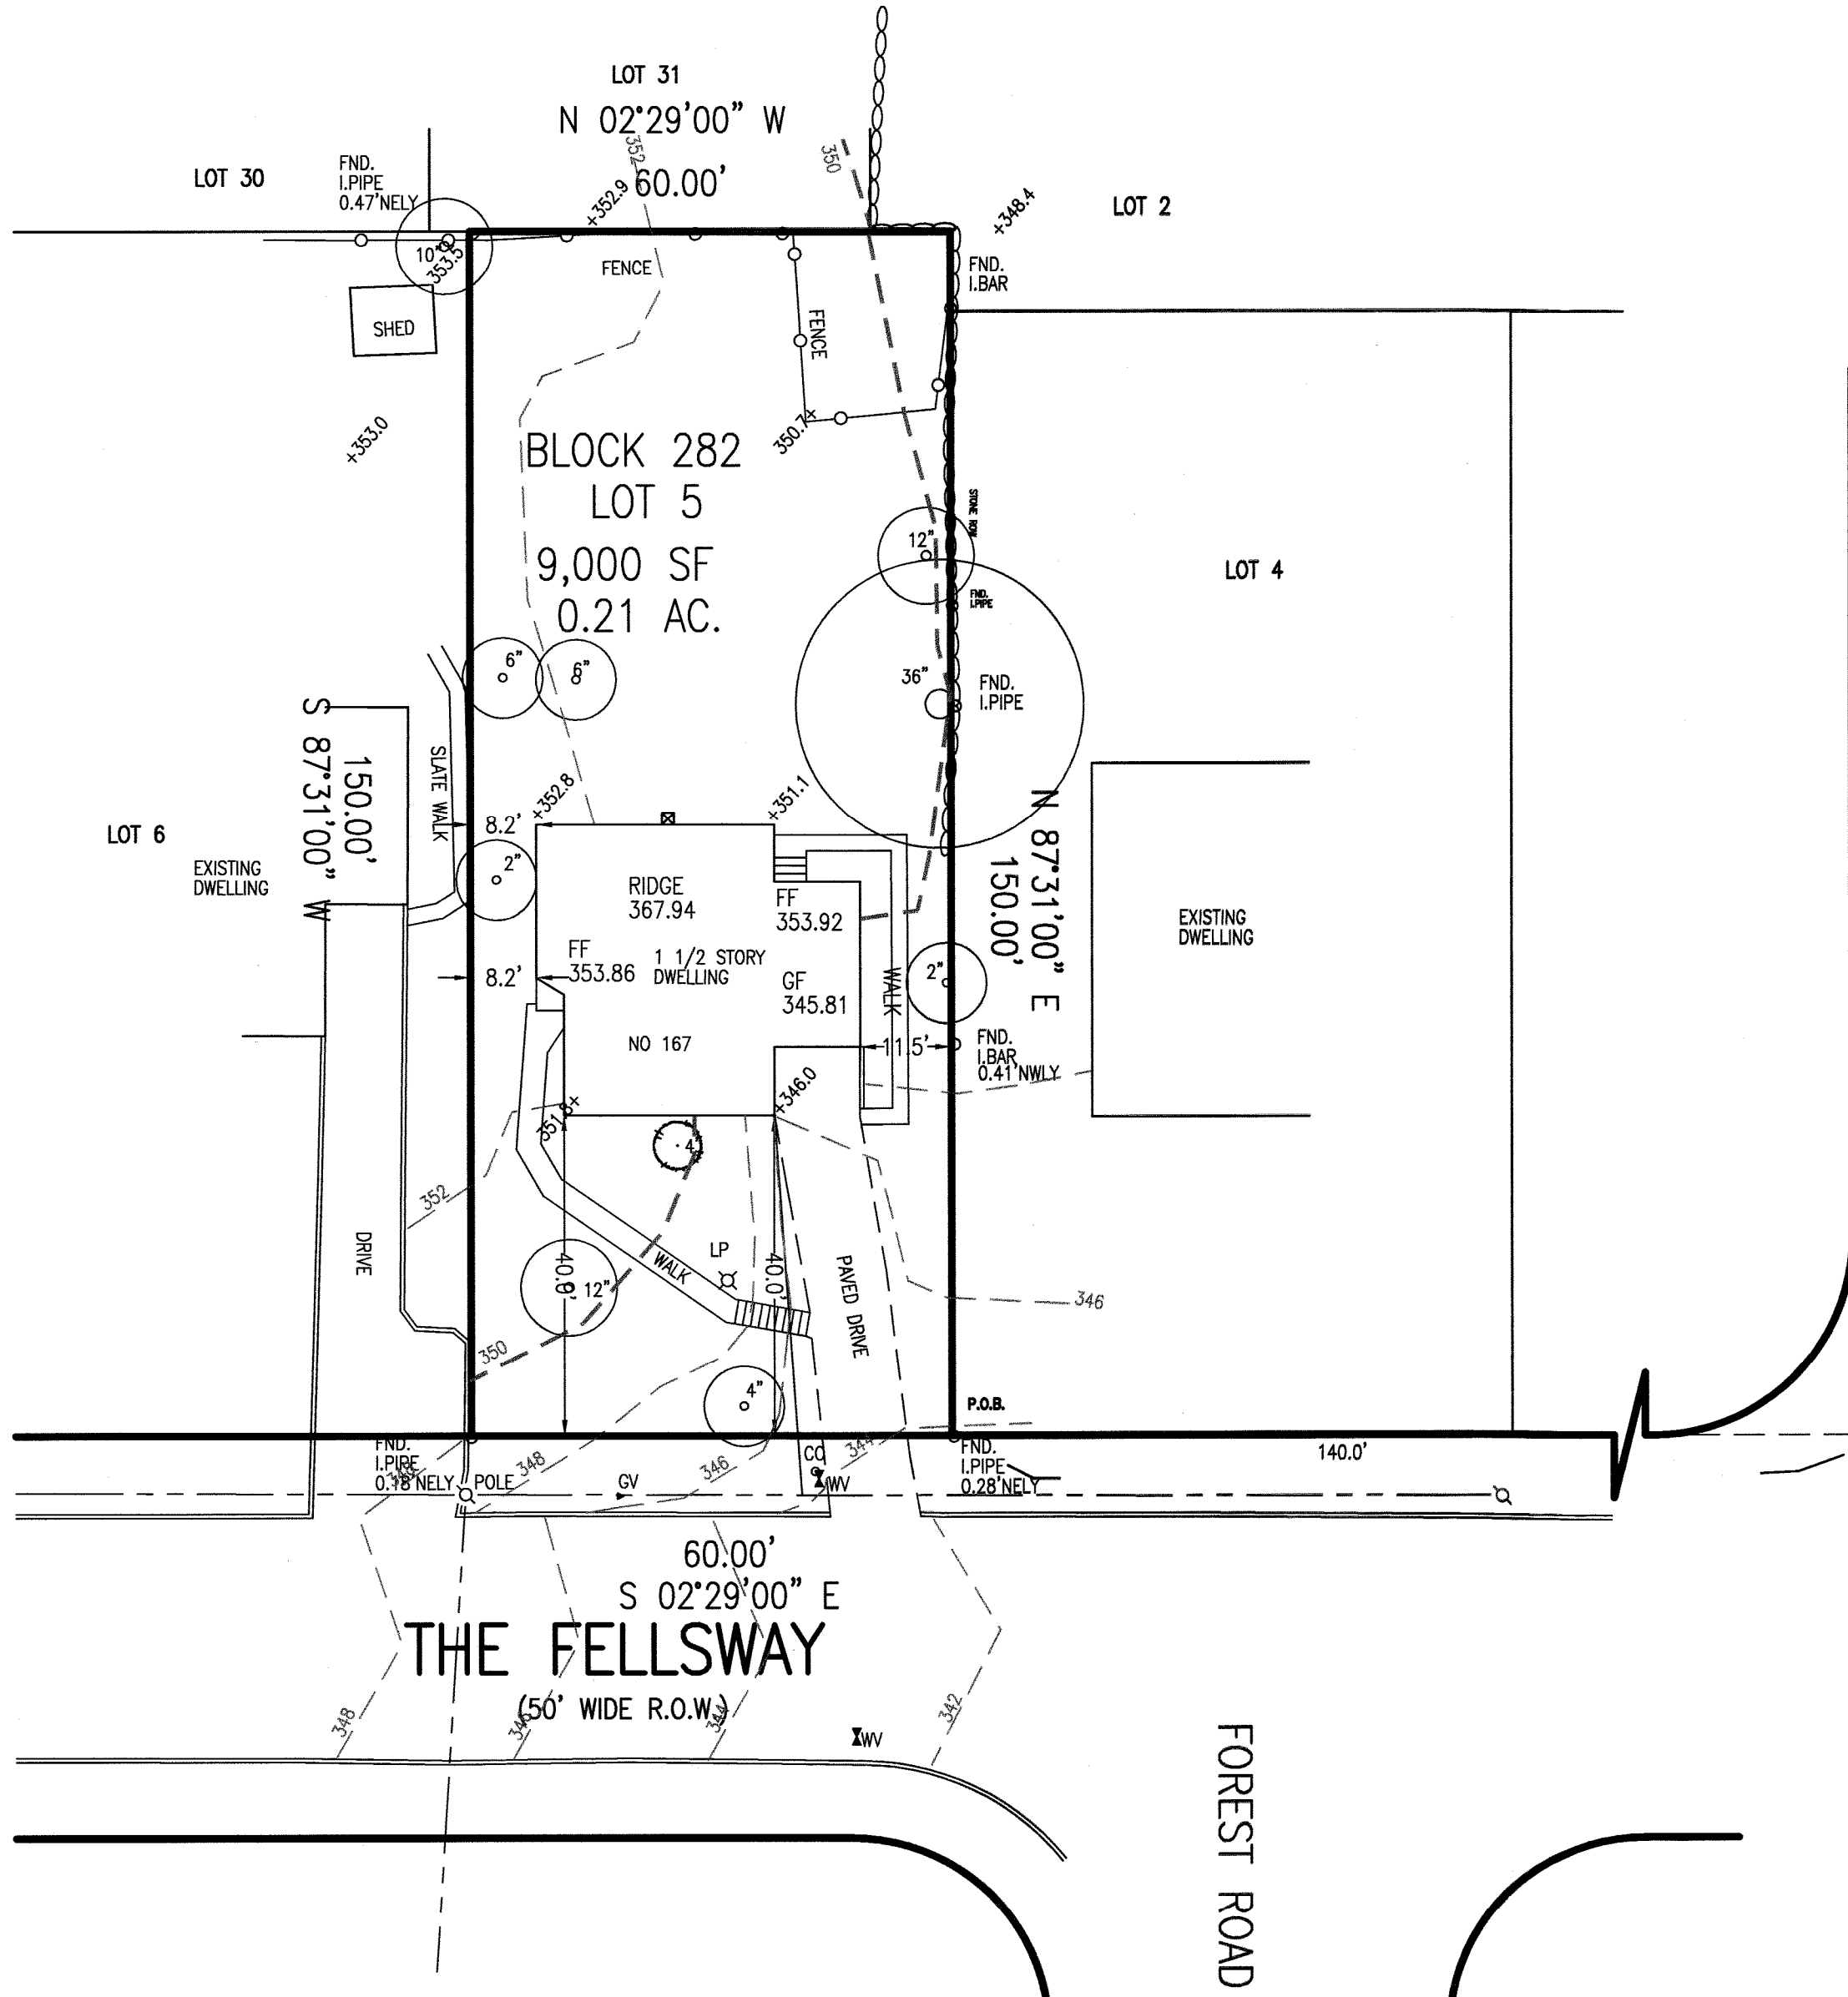 LOT 31
N 02°29'00" W
60.00'
352
350
LOT 30
FND.
I.PIPE
0.47'NELY
+352.9
LOT 2
+348.4
10"
353.5
FENCE
FND.
I.BAR
SHED
FENCE
+353.0
350.7+
BLOCK 282
LOT 5
9,000 SF
0.21 AC.
STONE ROW
12"
FND.
I.PIPE
LOT 4
6"
6"
36"
FND.
I.PIPE
S 87°31'00" W
150.00'
SLATE WALK
+352.8
+351.1
N 87°31'00" E
150.00'
LOT 6
EXISTING
DWELLING
8.2'
2"
RIDGE
367.94
FF
353.92
EXISTING
DWELLING
FF
353.86
1 1/2 STORY
DWELLING
8.2'
GF
345.81
WALK
2"
NO 167
11.5'
FND.
I.BAR
0.41'NWLY
+346.0
351.8+
4"
352
DRIVE
LP
WALK
40.0'
12"
40.0'
PAVED DRIVE
346
350
4"
P.O.B.
FND.
I.PIPE
0.18'NELY
POLE
348
GV
346
CO
344
WV
FND.
I.PIPE
0.28'NELY
140.0'
60.00'
S 02°29'00" E
THE FELLSWAY
(50' WIDE R.O.W.)
348
346
344
342
WV
FOREST ROAD